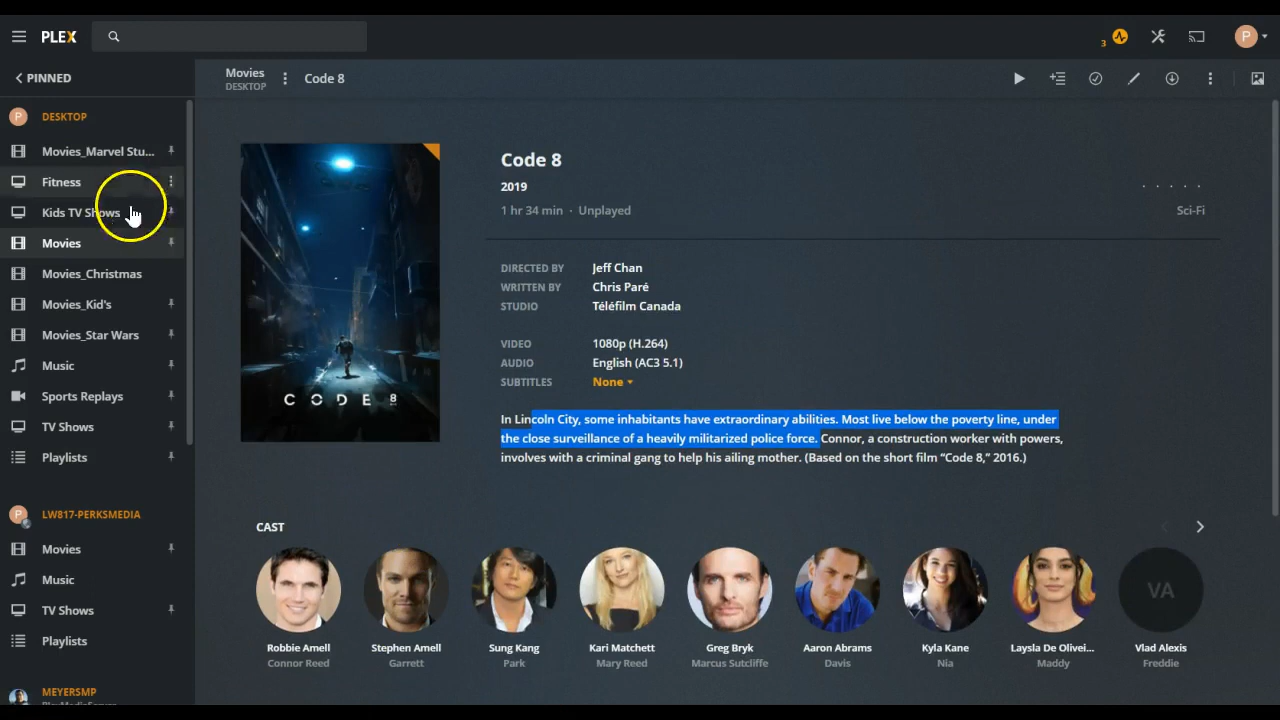 PLEX
3
P
PINNED
P
DESKTOP
Movies_Marvel Stu...
Fitness
Kids TV Shows
Movies
Movies_Christmas
Movies_Kid's
Movies_Star Wars
Music
Sports Replays
TV Shows
Playlists
P
LW817-PERKSMEDIA
Movies
Music
TV Shows
Playlists
MEYERSMP
Movies
DESKTOP
Code 8
CODE 8
Code 8
2019
1 hr 34 min · Unplayed
Sci-Fi
DIRECTED BY Jeff Chan
WRITTEN BY Chris Paré
STUDIO Téléfilm Canada
VIDEO 1080p (H.264)
AUDIO English (AC3 5.1)
SUBTITLES None
In Lincoln City, some inhabitants have extraordinary abilities. Most live below the poverty line, under
the close surveillance of a heavily militarized police force. Connor, a construction worker with powers,
involves with a criminal gang to help his ailing mother. (Based on the short film “Code 8,” 2016.)
CAST
VA
Robbie Amell Stephen Amell Sung Kang Kari Matchett Greg Bryk Aaron Abrams Kyla Kane Laysla De Olivei... Vlad Alexis
Connor Reed Garrett Park Mary Reed Marcus Sutcliffe Davis Nia Maddy Freddie